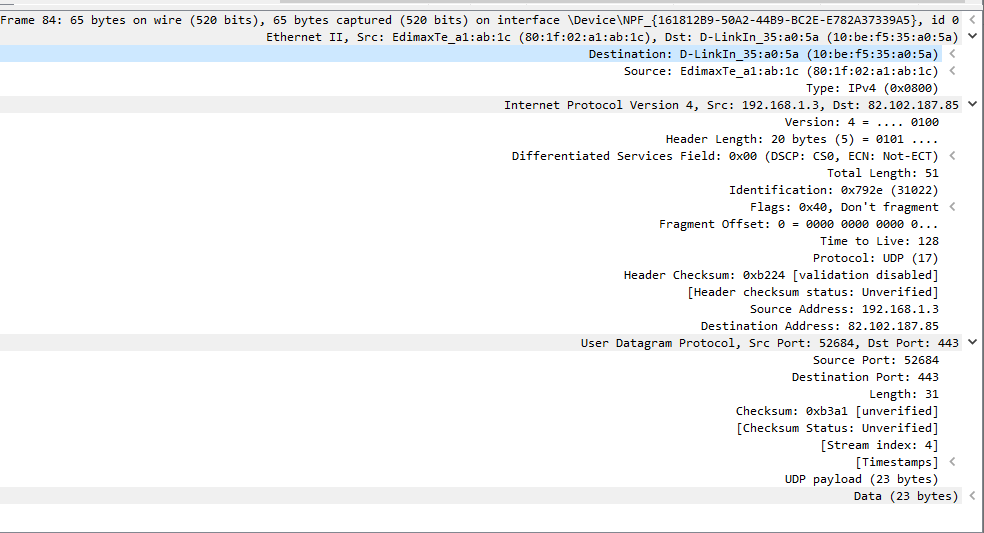 Frame 84: 65 bytes on wire (520 bits), 65 bytes captured (520 bits) on interface \Device\NPF_{161812B9-50A2-44B9-BC2E-E782A37339A5}, id 0
Ethernet II, Src: EdimaxTe_a1:ab:1c (80:1f:02:a1:ab:1c), Dst: D-LinkIn_35:a0:5a (10:be:f5:35:a0:5a)
Destination: D-LinkIn_35:a0:5a (10:be:f5:35:a0:5a)
Source: EdimaxTe_a1:ab:1c (80:1f:02:a1:ab:1c)
Type: IPv4 (0x0800)
Internet Protocol Version 4, Src: 192.168.1.3, Dst: 82.102.187.85
Version: 4 = .... 0100
Header Length: 20 bytes (5) = 0101 ....
Differentiated Services Field: 0x00 (DSCP: CS0, ECN: Not-ECT)
Total Length: 51
Identification: 0x792e (31022)
Flags: 0x40, Don't fragment
Fragment Offset: 0 = 0000 0000 0000 0...
Time to Live: 128
Protocol: UDP (17)
Header Checksum: 0xb224 [validation disabled]
[Header checksum status: Unverified]
Source Address: 192.168.1.3
Destination Address: 82.102.187.85
User Datagram Protocol, Src Port: 52684, Dst Port: 443
Source Port: 52684
Destination Port: 443
Length: 31
Checksum: 0xb3a1 [unverified]
[Checksum Status: Unverified]
[Stream index: 4]
[Timestamps]
UDP payload (23 bytes)
Data (23 bytes)